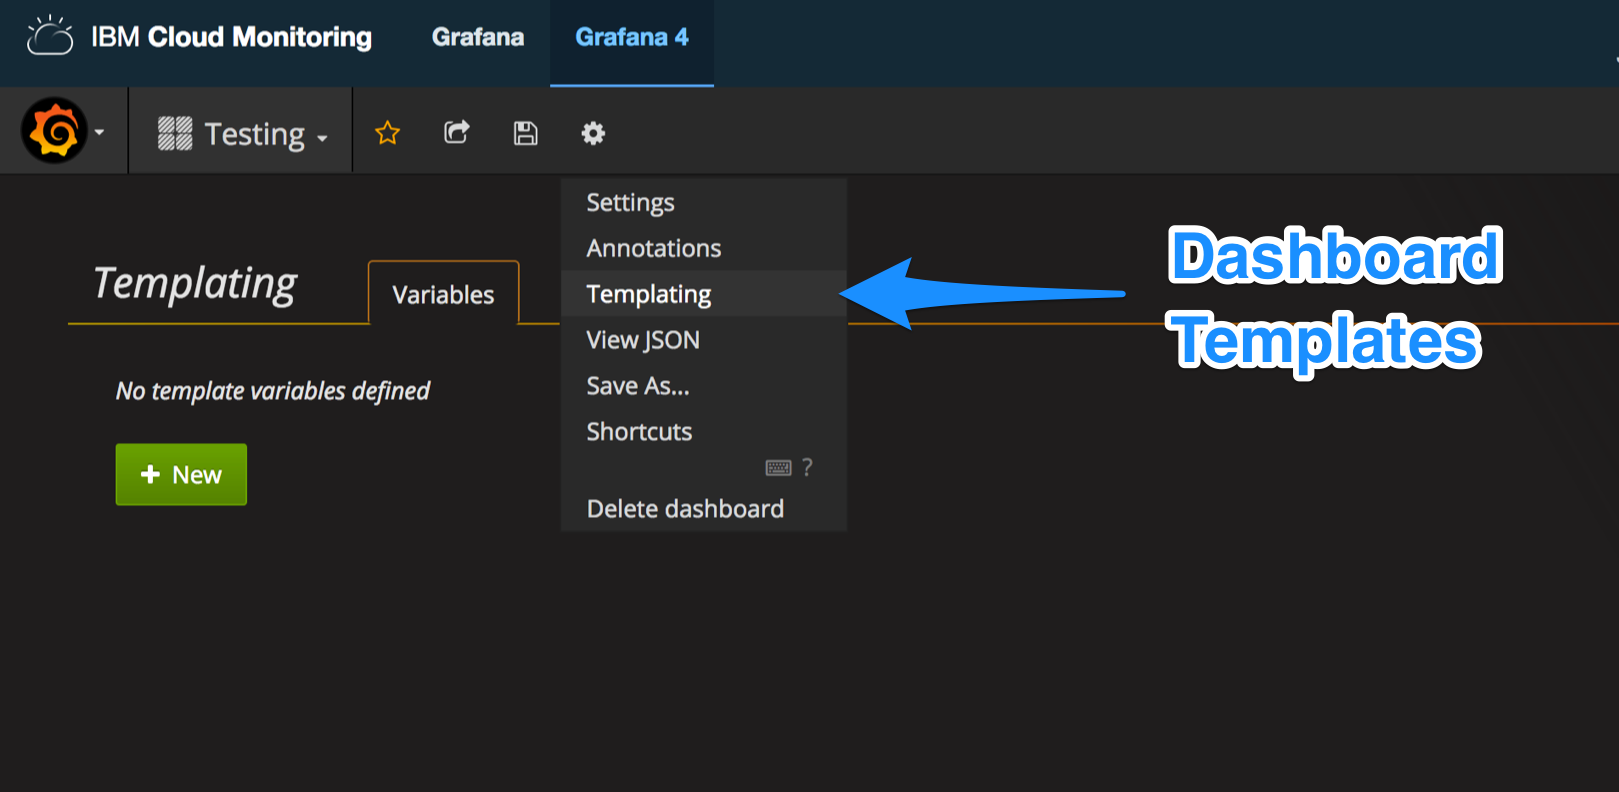 IBM Cloud Monitoring Grafana Grafana 4
Testing
Settings
Annotations
Templating
View JSON
Save As...
Shortcuts
?
Delete dashboard
Templating Variables
No template variables defined
+ New
Dashboard
Templates